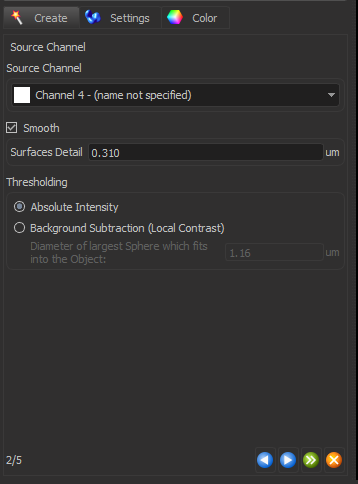 Create Settings Color
Source Channel
Source Channel
Channel 4 - (name not specified)
Smooth
Surfaces Detail 0.310 um
Thresholding
Absolute Intensity
Background Subtraction (Local Contrast)
Diameter of largest Sphere which fits
into the Object: 1.16 um
2/5